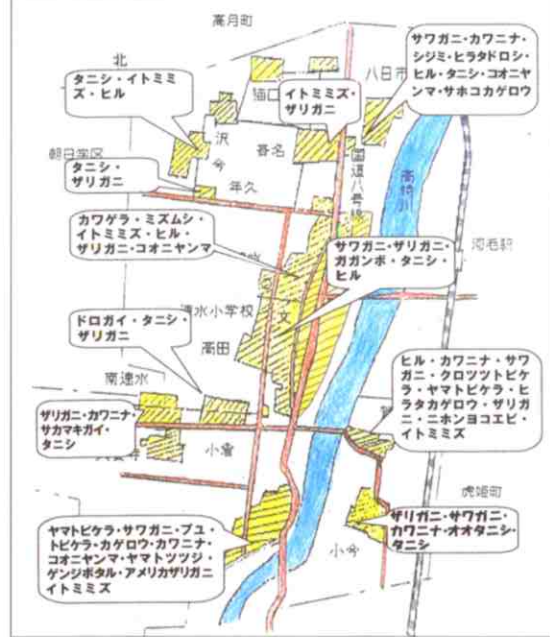 高月町
北
サワガニ・カワニナ・
シジミ・ヒラタドロシ・
ヒル・タニシ・コオニヤ
ンマ・サホコカゲロウ
タニシ・イトミミ
ズ・ヒル
八日市
猫口
イトミミズ・
ザリガニ
沢
今
番名
国道八号線
高時川
朝日学区
タニシ・
ザリガニ
年久
カワゲラ・ミズムシ・
イトミミズ・ヒル・
ザリガニ・コオニヤンマ
サワガニ・ザリガニ・
ガガンボ・タニシ・
ヒル
河毛駅
速水小学校
文
ドロガイ・タニシ・
ザリガニ
高田
南速水
ヒル・カワニナ・サワ
ガニ・クロツツトビケ
ラ・ヤマトビケラ・ヒ
ラタカゲロウ・ザリガ
ニ・ニホンヨコエビ・
イトミミズ
ザリガニ・カワニナ・
サカマキガイ・
タニシ
小倉
虎姫町
ヤマトビケラ・サワガニ・ブユ・
トビケラ・カゲロウ・カワニナ・
コオニヤンマ・ヤマトツツジ・
ゲンジボタル・アメリカザリガニ
イトミミズ
ザリガニ・サワガニ・
カワニナ・オオタニシ・
タニシ
小今